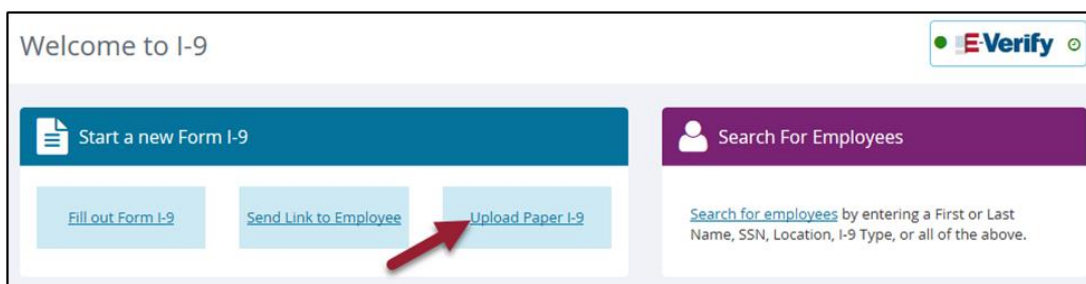 Welcome to I-9
E-Verify
Start a new Form I-9
Fill out Form I-9
Send Link to Employee
Upload Paper I-9
Search For Employees
Search for employees by entering a First or Last
Name, SSN, Location, I-9 Type, or all of the above.